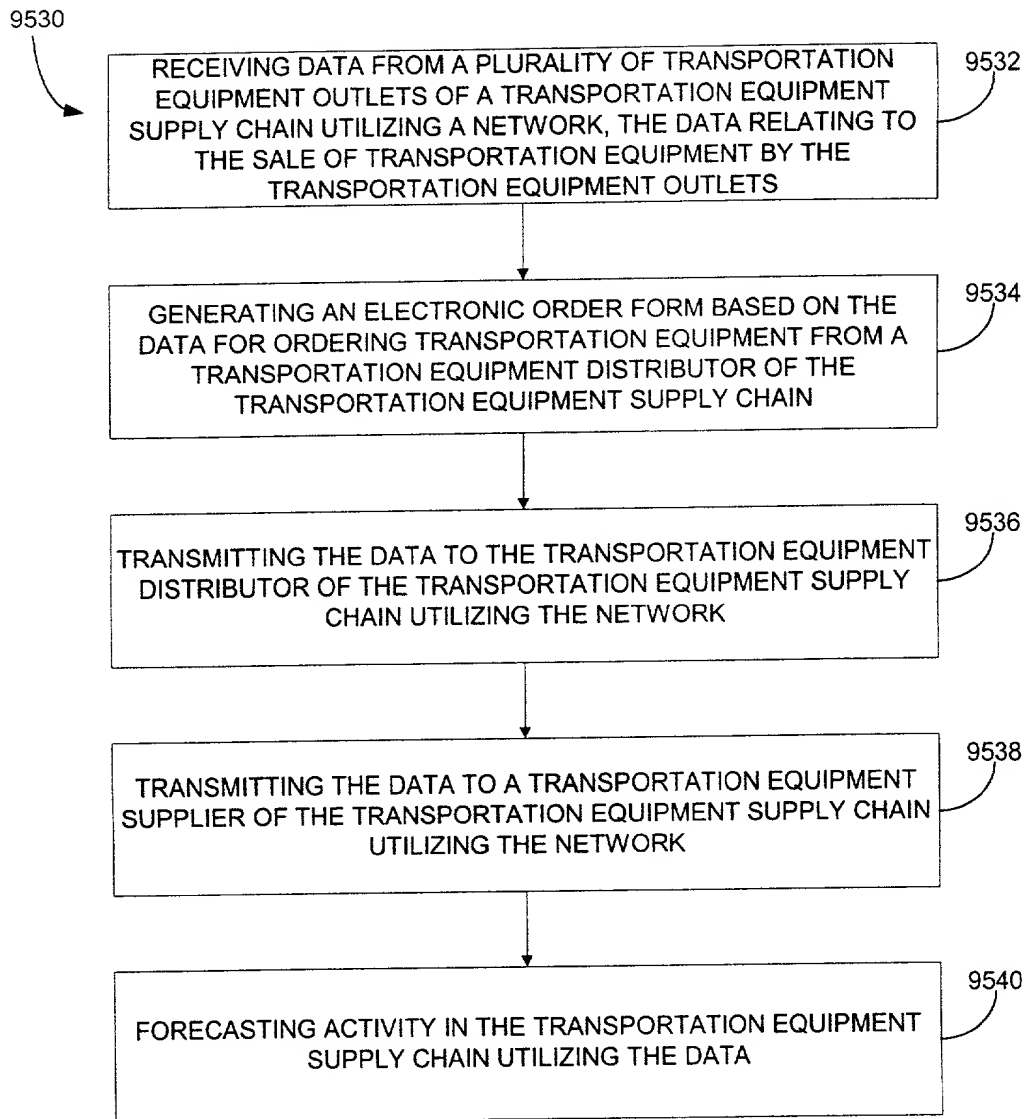 9530
RECEIVING DATA FROM A PLURALITY OF TRANSPORTATION
EQUIPMENT OUTLETS OF A TRANSPORTATION EQUIPMENT
SUPPLY CHAIN UTILIZING A NETWORK, THE DATA RELATING TO
THE SALE OF TRANSPORTATION EQUIPMENT BY THE
TRANSPORTATION EQUIPMENT OUTLETS
9532
GENERATING AN ELECTRONIC ORDER FORM BASED ON THE
DATA FOR ORDERING TRANSPORTATION EQUIPMENT FROM A
TRANSPORTATION EQUIPMENT DISTRIBUTOR OF THE
TRANSPORTATION EQUIPMENT SUPPLY CHAIN
9534
TRANSMITTING THE DATA TO THE TRANSPORTATION EQUIPMENT
DISTRIBUTOR OF THE TRANSPORTATION EQUIPMENT SUPPLY
CHAIN UTILIZING THE NETWORK
9536
TRANSMITTING THE DATA TO A TRANSPORTATION EQUIPMENT
SUPPLIER OF THE TRANSPORTATION EQUIPMENT SUPPLY CHAIN
UTILIZING THE NETWORK
9538
FORECASTING ACTIVITY IN THE TRANSPORTATION EQUIPMENT
SUPPLY CHAIN UTILIZING THE DATA
9540